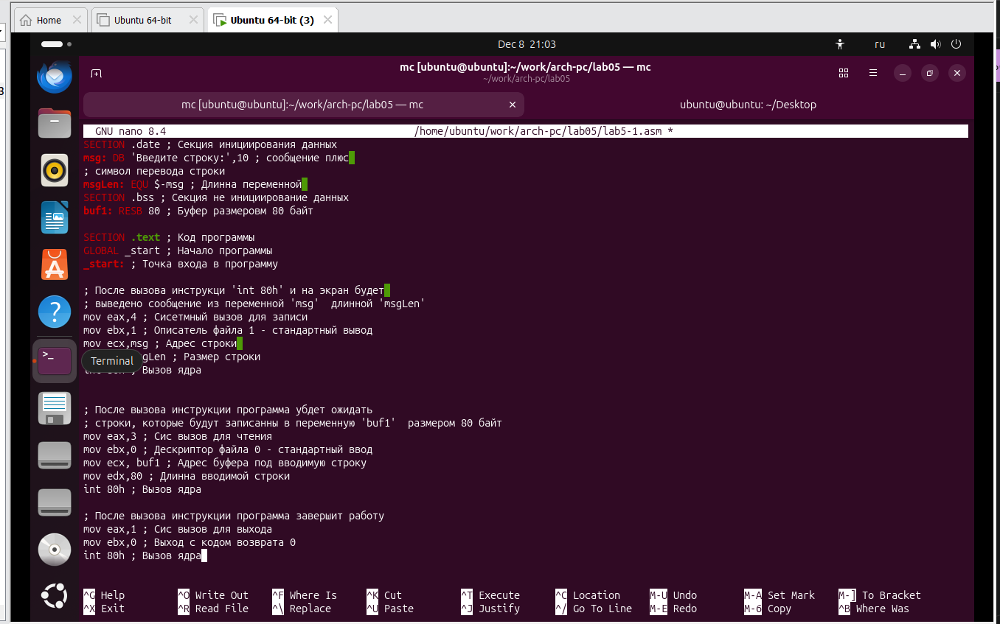 Home
Ubuntu 64-bit
Ubuntu 64-bit (3)
Dec 8 21:03
ru
mc [ubuntu@ubuntu]:~/work/arch-pc/lab05 — mc
~/work/arch-pc/lab05
mc [ubuntu@ubuntu]:~/work/arch-pc/lab05 — mc
ubuntu@ubuntu: ~/Desktop
GNU nano 8.4 /home/ubuntu/work/arch-pc/lab05/lab5-1.asm *
SECTION .date ; Секция инициирования данных
msg: DB 'Введите строку:',10 ; сообщение плюс
; символ перевода строки
msgLen: EQU $-msg ; Длинна переменной
SECTION .bss ; Секция не инициирование данных
buf1: RESB 80 ; Буфер размеровм 80 байт
SECTION .text ; Код программы
GLOBAL _start ; Начало программы
_start: ; Точка входа в программу
; После вызова инструкци 'int 80h' и на экран будет
; выведено сообщение из переменной 'msg'  длинной 'msgLen'
mov eax,4 ; Сисетмный вызов для записи
mov ebx,1 ; Описатель файла 1 - стандартный вывод
mov ecx,msg ; Адрес строки
gLen ; Размер строки
Terminal
Вызов ядра
; После вызова инструкции программа убдет ожидать
; строки, которые будут записанны в переменную 'buf1'  размером 80 байт
mov eax,3 ; Сис вызов для чтения
mov ebx,0 ; Дескриптор файла 0 - стандартный ввод
mov ecx, buf1 ; Адрес буфера под вводимую строку
mov edx,80 ; Длинна вводимой строки
int 80h ; Вызов ядра
; После вызова инструкции программа завершит работу
mov eax,1 ; Сис вызов для выхода
mov ebx,0 ; Выход с кодом возврата 0
int 80h ; Вызов ядра
^G Help ^O Write Out ^F Where Is ^K Cut ^T Execute ^C Location M-U Undo M-A Set Mark M-] To Bracket
^X Exit ^R Read File ^\ Replace ^U Paste ^J Justify ^/ Go To Line M-E Redo M-6 Copy ^B Where Was